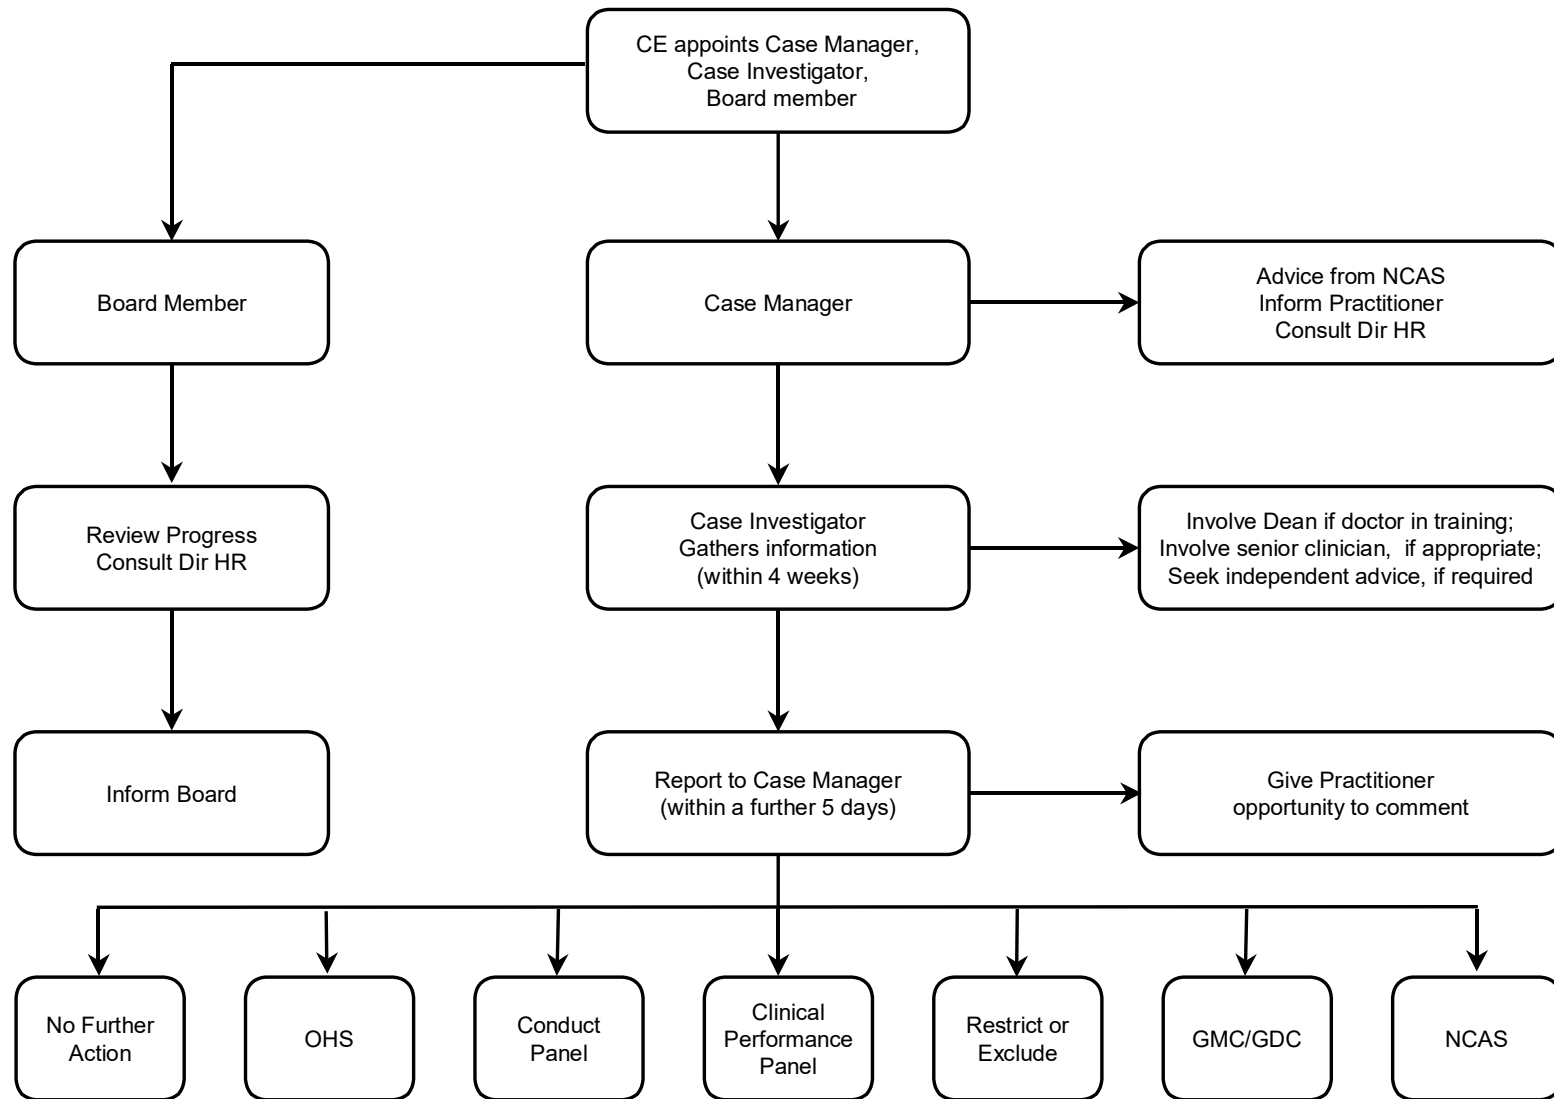 CE appoints Case Manager,
Case Investigator,
Board member
Board Member
Case Manager
Advice from NCAS
Inform Practitioner
Consult Dir HR
Review Progress
Consult Dir HR
Case Investigator
Gathers information
(within 4 weeks)
Involve Dean if doctor in training;
Involve senior clinician,  if appropriate;
Seek independent advice, if required
Inform Board
Report to Case Manager
(within a further 5 days)
Give Practitioner
opportunity to comment
No Further
Action
OHS
Conduct
Panel
Clinical
Performance
Panel
Restrict or
Exclude
GMC/GDC
NCAS